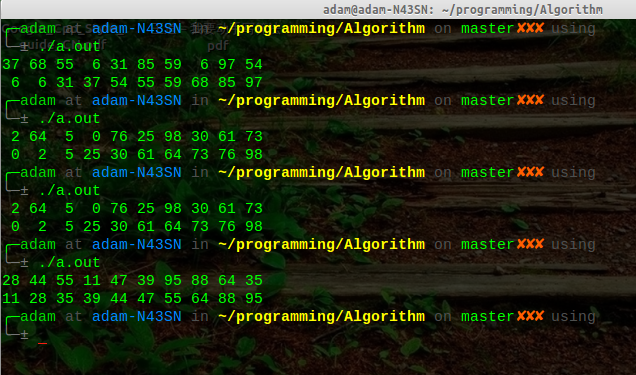 adam@adam-N43SN: ~/programming/Algorithm
pdf
╭─adam at adam-N43SN in ~/programming/Algorithm on master✘✘✘ using
╰─± ./a.out
37 68 55  6 31 85 59  6 97 54
 6  6 31 37 54 55 59 68 85 97
╭─adam at adam-N43SN in ~/programming/Algorithm on master✘✘✘ using
╰─± ./a.out
 2 64  5  0 76 25 98 30 61 73
 0  2  5 25 30 61 64 73 76 98
╭─adam at adam-N43SN in ~/programming/Algorithm on master✘✘✘ using
╰─± ./a.out
 2 64  5  0 76 25 98 30 61 73
 0  2  5 25 30 61 64 73 76 98
╭─adam at adam-N43SN in ~/programming/Algorithm on master✘✘✘ using
╰─± ./a.out
28 44 55 11 47 39 95 88 64 35
11 28 35 39 44 47 55 64 88 95
╭─adam at adam-N43SN in ~/programming/Algorithm on master✘✘✘ using
╰─± _